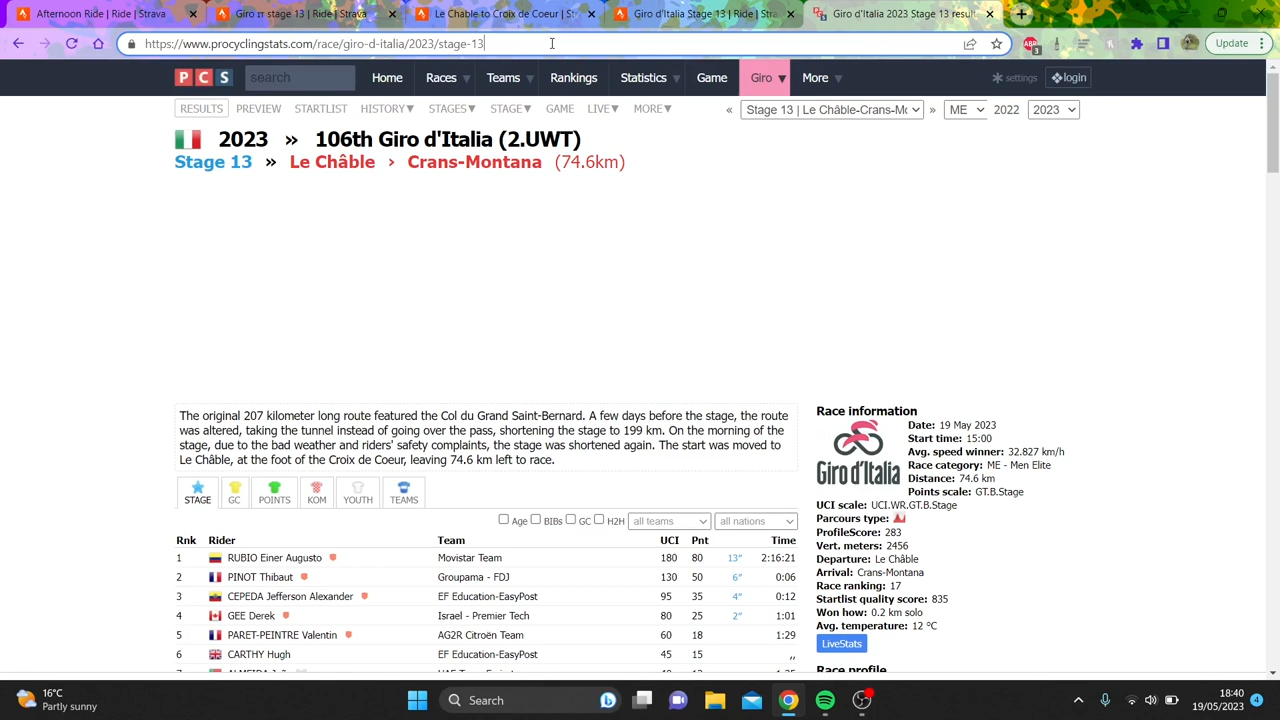 Afternoon Ride | Ride | Strava
Giro 
 stage 13 | Ride | Strava
Le Chable to Croix de Coeur | St
Giro d'Italia Stage 13 | Ride | Stra
Giro d'Italia 2023 Stage 13 result
https://www.procyclingstats.com/race/giro-d-italia/2023/stage-13
ABP
3
Update
P C S
search
Home
Races
Teams
Rankings
Statistics
Game
Giro
More
settings
login
RESULTS
PREVIEW
STARTLIST
HISTORY
STAGES
STAGE
GAME
LIVE
MORE
«
Stage 13 | Le Châble-Crans-Mo
»
ME
2022
2023
2023 » 106th Giro d'Italia (2.UWT)
Stage 13 » Le Châble › Crans-Montana (74.6km)
The original 207 kilometer long route featured the Col du Grand Saint-Bernard. A few days before the stage, the route
was altered, taking the tunnel instead of going over the pass, shortening the stage to 199 km. On the morning of the
stage, due to the bad weather and riders' safety complaints, the stage was shortened again. The start was moved to
Le Châble, at the foot of the Croix de Coeur, leaving 74.6 km left to race.
STAGE
GC
POINTS
KOM
YOUTH
TEAMS
Age
BIBs
GC
H2H
all teams
all nations
Rnk Rider Team UCI Pnt Time
1 RUBIO Einer Augusto Movistar Team 180 80 13″ 2:16:21
2 PINOT Thibaut Groupama - FDJ 130 50 6″ 0:06
3 CEPEDA Jefferson Alexander EF Education-EasyPost 95 35 4″ 0:12
4 GEE Derek Israel - Premier Tech 80 25 2″ 1:01
5 PARET-PEINTRE Valentin AG2R Citroën Team 60 18 1:29
6 CARTHY Hugh EF Education-EasyPost 45 15 ,,
Race information
Giro d'Italia
Date: 19 May 2023
Start time: 15:00
Avg. speed winner: 32.827 km/h
Race category: ME - Men Elite
Distance: 74.6 km
Points scale: GT.B.Stage
UCI scale: UCI.WR.GT.B.Stage
Parcours type:
ProfileScore: 283
Vert. meters: 2456
Departure: Le Châble
Arrival: Crans-Montana
Race ranking: 17
Startlist quality score: 835
Won how: 0.2 km solo
Avg. temperature: 12 °C
LiveStats
Race profile
16°C
Partly sunny
Search
18:40
19/05/2023
4